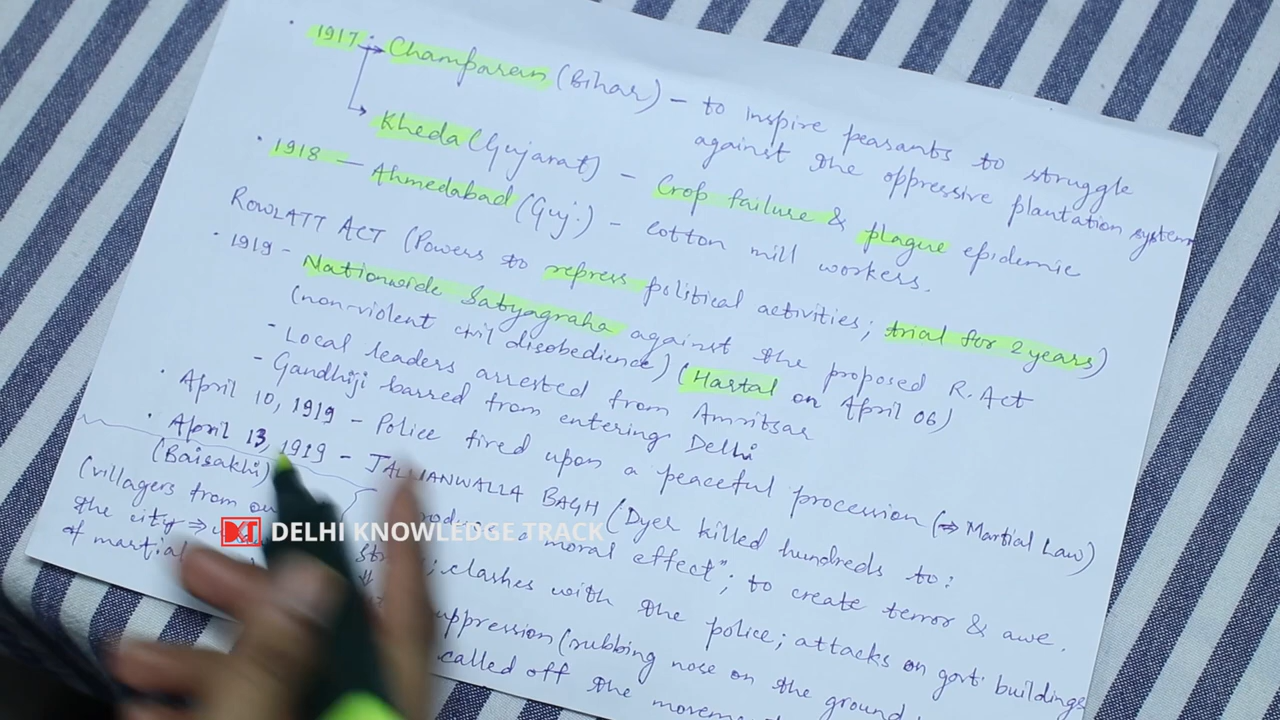 · 1917 : → Champaran (Bihar) – to inspire peasants to struggle
against the oppressive plantation system
→ Kheda (Gujarat) – Crop failure & plague epidemic
· 1918 — Ahmedabad (Guj.) – cotton mill workers.
ROWLATT ACT (Powers to repress political activities; trial for 2 years)
· 1919 – Nationwide Satyagraha against the proposed R. Act
(non-violent civil disobedience) (Hartal on April 06)
- Local leaders arrested from Amritsar
- Gandhiji barred from entering Delhi
· April 10, 1919 – Police fired upon a peaceful procession (⇒ Martial Law)
· April 13, 1919 – JALLIANWALLA BAGH (Dyer killed hundreds to:
(Baisakhi)
a moral effect"; to create terror & awe.
(villagers from
the city ⇒
of martial
; clashes with the police; attacks on govt buildings
(rubbing nose on the ground
called off the
DELHI KNOWLEDGE TRACK